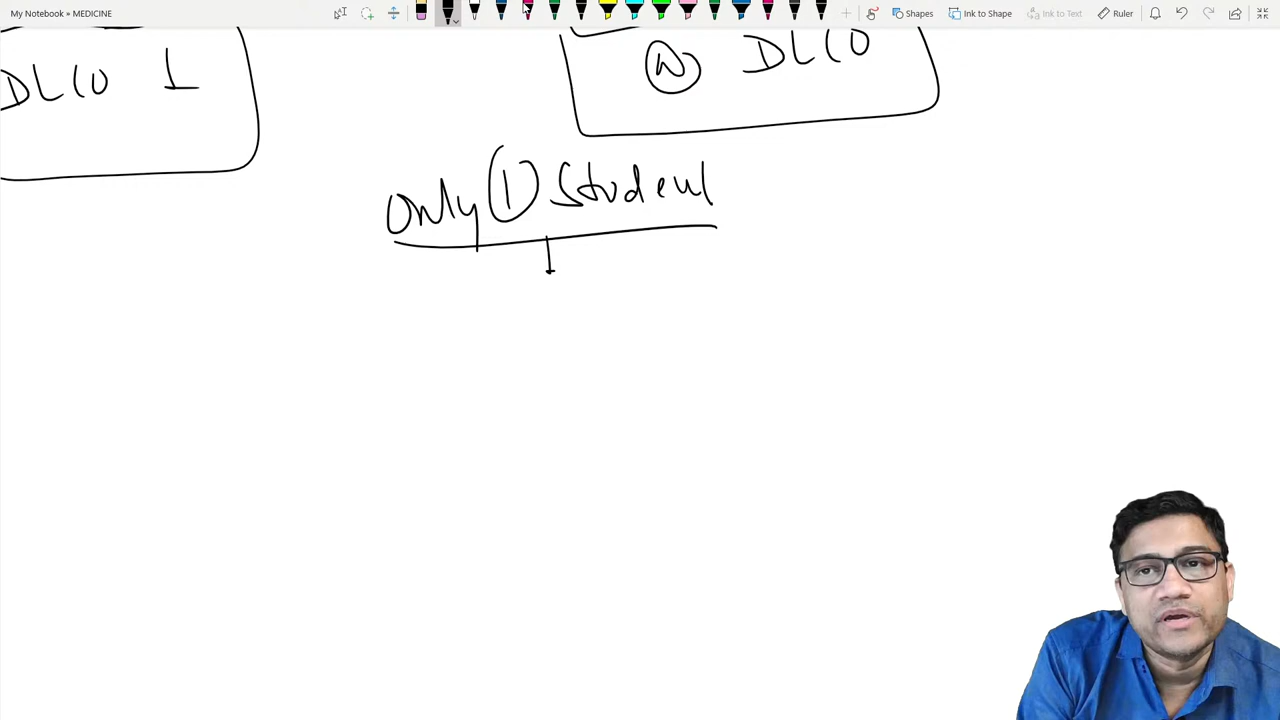 My Notebook » MEDICINE
Shapes
Ink to Shape
Ink to Text
Ruler
DLCO ↓
N DLCO
Only 1 Student